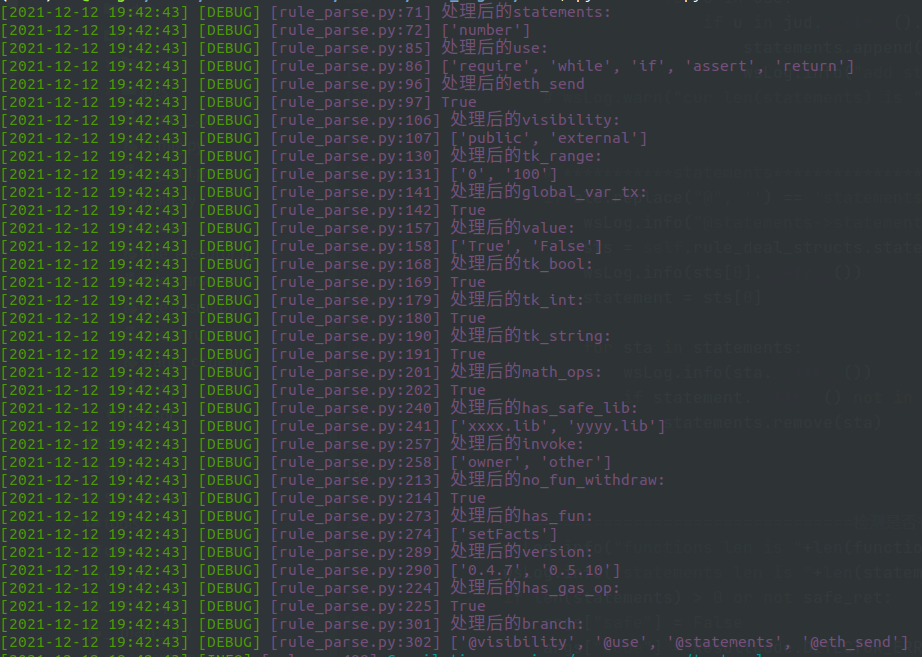 [2021-12-12 19:42:43] [DEBUG] [rule_parse.py:71] 处理后的statements:
[2021-12-12 19:42:43] [DEBUG] [rule_parse.py:72] ['number']
[2021-12-12 19:42:43] [DEBUG] [rule_parse.py:85] 处理后的use:
[2021-12-12 19:42:43] [DEBUG] [rule_parse.py:86] ['require', 'while', 'if', 'assert', 'return']
[2021-12-12 19:42:43] [DEBUG] [rule_parse.py:96] 处理后的eth_send
[2021-12-12 19:42:43] [DEBUG] [rule_parse.py:97] True
[2021-12-12 19:42:43] [DEBUG] [rule_parse.py:106] 处理后的visibility:
[2021-12-12 19:42:43] [DEBUG] [rule_parse.py:107] ['public', 'external']
[2021-12-12 19:42:43] [DEBUG] [rule_parse.py:130] 处理后的tk_range:
[2021-12-12 19:42:43] [DEBUG] [rule_parse.py:131] ['0', '100']
[2021-12-12 19:42:43] [DEBUG] [rule_parse.py:141] 处理后的global_var_tx:
[2021-12-12 19:42:43] [DEBUG] [rule_parse.py:142] True
[2021-12-12 19:42:43] [DEBUG] [rule_parse.py:157] 处理后的value:
[2021-12-12 19:42:43] [DEBUG] [rule_parse.py:158] ['True', 'False']
[2021-12-12 19:42:43] [DEBUG] [rule_parse.py:168] 处理后的tk_bool:
[2021-12-12 19:42:43] [DEBUG] [rule_parse.py:169] True
[2021-12-12 19:42:43] [DEBUG] [rule_parse.py:179] 处理后的tk_int:
[2021-12-12 19:42:43] [DEBUG] [rule_parse.py:180] True
[2021-12-12 19:42:43] [DEBUG] [rule_parse.py:190] 处理后的tk_string:
[2021-12-12 19:42:43] [DEBUG] [rule_parse.py:191] True
[2021-12-12 19:42:43] [DEBUG] [rule_parse.py:201] 处理后的math_ops:
[2021-12-12 19:42:43] [DEBUG] [rule_parse.py:202] True
[2021-12-12 19:42:43] [DEBUG] [rule_parse.py:240] 处理后的has_safe_lib:
[2021-12-12 19:42:43] [DEBUG] [rule_parse.py:241] ['xxxx.lib', 'yyyy.lib']
[2021-12-12 19:42:43] [DEBUG] [rule_parse.py:257] 处理后的invoke:
[2021-12-12 19:42:43] [DEBUG] [rule_parse.py:258] ['owner', 'other']
[2021-12-12 19:42:43] [DEBUG] [rule_parse.py:213] 处理后的no_fun_withdraw:
[2021-12-12 19:42:43] [DEBUG] [rule_parse.py:214] True
[2021-12-12 19:42:43] [DEBUG] [rule_parse.py:273] 处理后的has_fun:
[2021-12-12 19:42:43] [DEBUG] [rule_parse.py:274] ['setFacts']
[2021-12-12 19:42:43] [DEBUG] [rule_parse.py:289] 处理后的version:
[2021-12-12 19:42:43] [DEBUG] [rule_parse.py:290] ['0.4.7', '0.5.10']
[2021-12-12 19:42:43] [DEBUG] [rule_parse.py:224] 处理后的has_gas_op:
[2021-12-12 19:42:43] [DEBUG] [rule_parse.py:225] True
[2021-12-12 19:42:43] [DEBUG] [rule_parse.py:301] 处理后的branch:
[2021-12-12 19:42:43] [DEBUG] [rule_parse.py:302] ['@visibility', '@use', '@statements', '@eth_send']